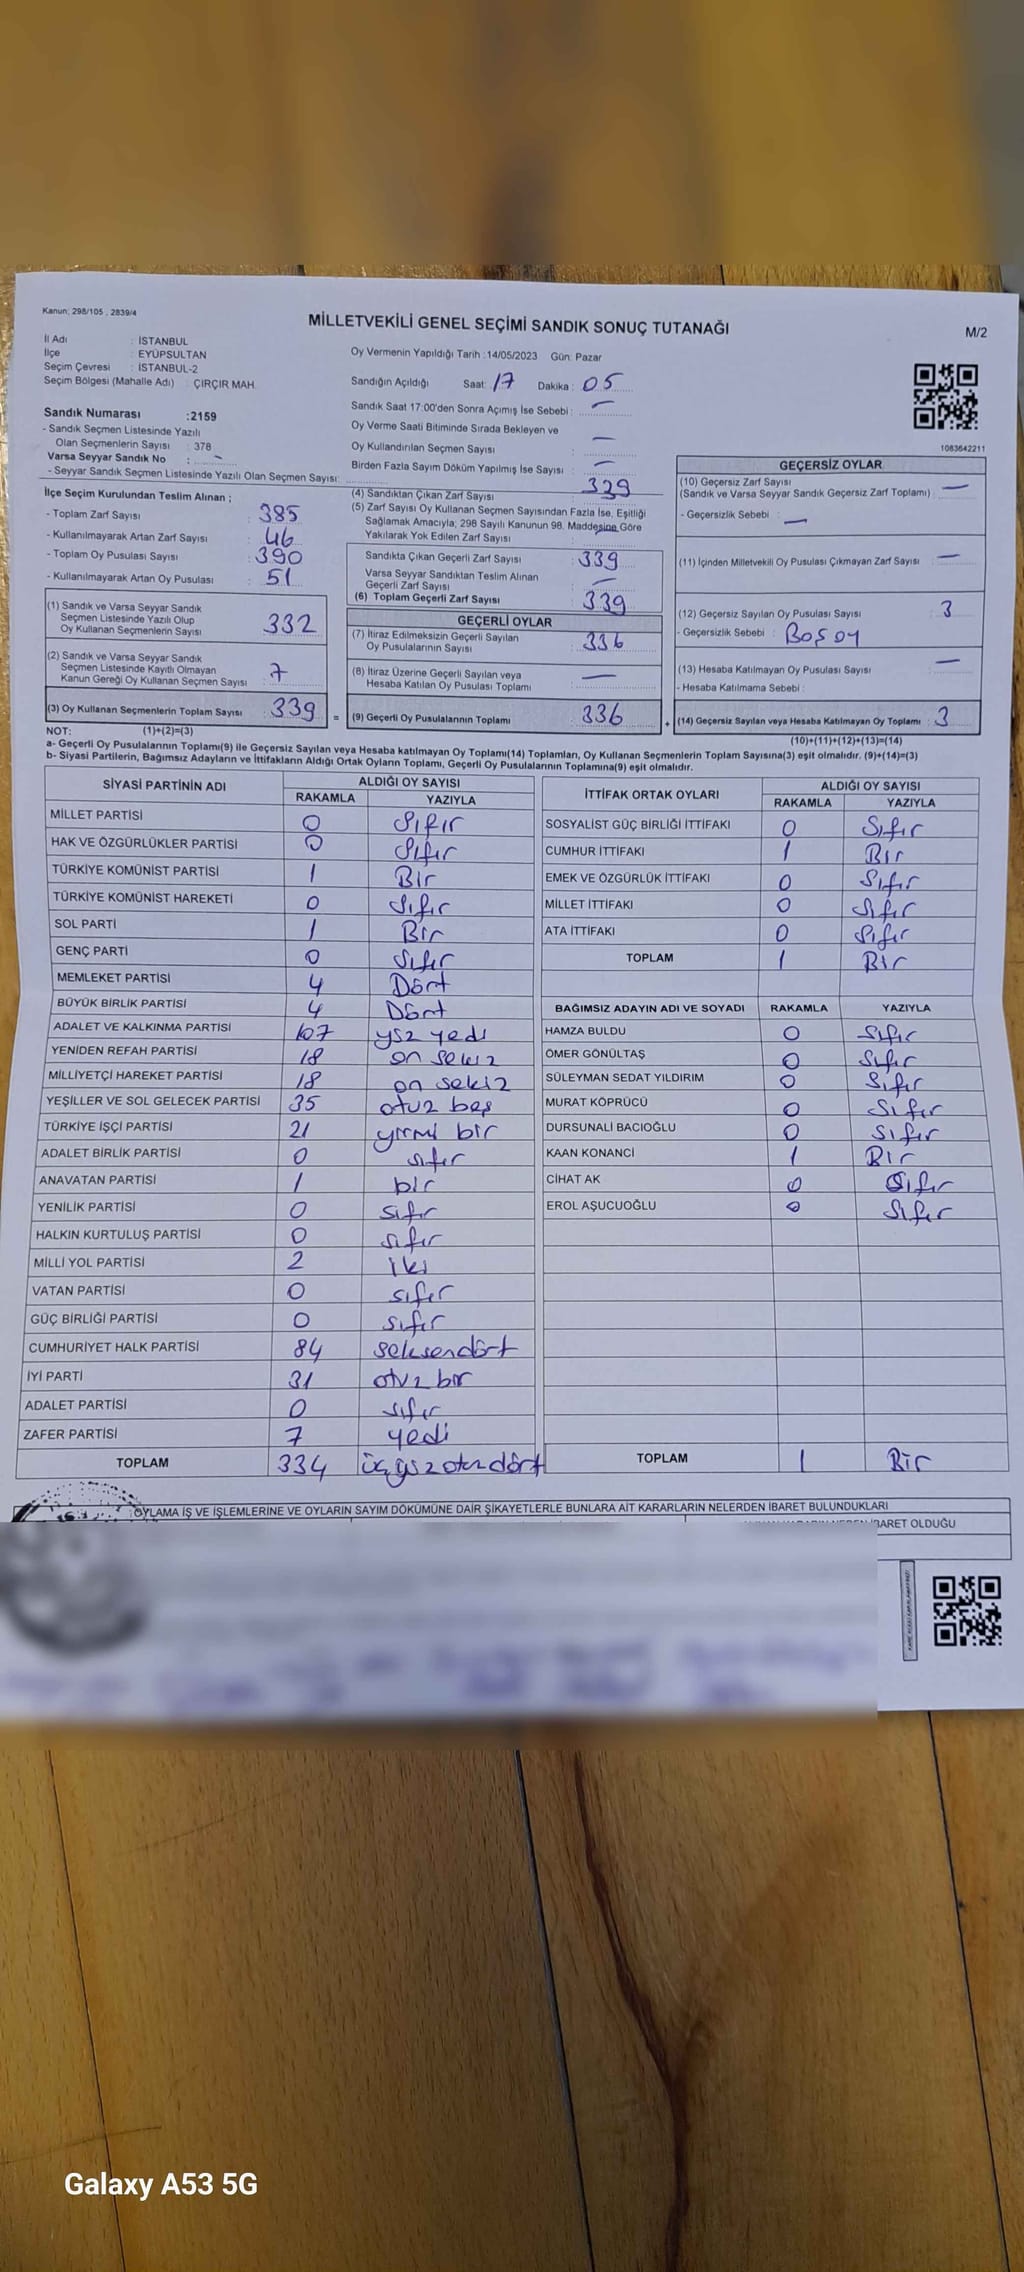 Kanun; 298/105 , 2839/4
MİLLETVEKİLİ GENEL SEÇİMİ SANDIK SONUÇ TUTANAĞI
M/2
İl Adı : İSTANBUL
İlçe : EYÜPSULTAN
Seçim Çevresi : İSTANBUL-2
Seçim Bölgesi (Mahalle Adı) : ÇIRÇIR MAH.
Oy Vermenin Yapıldığı Tarih :14/05/2023 Gün: Pazar
Sandığın Açıldığı Saat: 17 Dakika : 05
Sandık Saat 17:00'den Sonra Açımış İse Sebebi : —
Oy Verme Saati Bitiminde Sırada Bekleyen ve
Oy Kullandırılan Seçmen Sayısı : —
Birden Fazla Sayım Döküm Yapılmış İse Sayısı : —
1083642211
Sandık Numarası :2159
- Sandık Seçmen Listesinde Yazılı
Olan Seçmenlerin Sayısı : 378
Varsa Seyyar Sandık No : —
- Seyyar Sandık Seçmen Listesinde Yazılı Olan Seçmen Sayısı:
İlçe Seçim Kurulundan Teslim Alınan ;
- Toplam Zarf Sayısı : 385
- Kullanılmayarak Artan Zarf Sayısı : 46
- Toplam Oy Pusulası Sayısı : 390
- Kullanılmayarak Artan Oy Pusulası : 51
(1) Sandık ve Varsa Seyyar Sandık
Seçmen Listesinde Yazılı Olup
Oy Kullanan Seçmenlerin Sayısı : 332
(2) Sandık ve Varsa Seyyar Sandık
Seçmen Listesinde Kayıtlı Olmayan
Kanun Gereği Oy Kullanan Seçmen Sayısı : 7
(3) Oy Kullanan Seçmenlerin Toplam Sayısı : 339 =
(4) Sandıktan Çıkan Zarf Sayısı : 339
(5) Zarf Sayısı Oy Kullanan Seçmen Sayısından Fazla İse, Eşitliği
Sağlamak Amacıyla; 298 Sayılı Kanunun 98. Maddesine Göre
Yakılarak Yok Edilen Zarf Sayısı : —
Sandıkta Çıkan Geçerli Zarf Sayısı : 339
Varsa Seyyar Sandıktan Teslim Alınan
Geçerli Zarf Sayısı : —
(6) Toplam Geçerli Zarf Sayısı : 339
GEÇERLİ OYLAR
(7) İtiraz Edilmeksizin Geçerli Sayılan
Oy Pusulalarının Sayısı : 336
(8) İtiraz Üzerine Geçerli Sayılan veya
Hesaba Katılan Oy Pusulası Toplamı : —
(9) Geçerli Oy Pusulalarının Toplamı : 336 +
GEÇERSİZ OYLAR
(10) Geçersiz Zarf Sayısı
(Sandık ve Varsa Seyyar Sandık Geçersiz Zarf Toplamı) : —
- Geçersizlik Sebebi : —
(11) İçinden Milletvekili Oy Pusulası Çıkmayan Zarf Sayısı : —
(12) Geçersiz Sayılan Oy Pusulası Sayısı : 3
- Geçersizlik Sebebi : Boş oy
(13) Hesaba Katılmayan Oy Pusulası Sayısı : —
- Hesaba Katılmama Sebebi :
(14) Geçersiz Sayılan veya Hesaba Katılmayan Oy Toplamı : 3
NOT: (1)+(2)=(3) (10)+(11)+(12)+(13)=(14)
a- Geçerli Oy Pusulalarının Toplamı(9) ile Geçersiz Sayılan veya Hesaba katılmayan Oy Toplamı(14) Toplamları, Oy Kullanan Seçmenlerin Toplam Sayısına(3) eşit olmalıdır. (9)+(14)=(3)
b- Siyasi Partilerin, Bağımsız Adayların ve İttifakların Aldığı Ortak Oyların Toplamı, Geçerli Oy Pusulalarının Toplamına(9) eşit olmalıdır.
SİYASİ PARTİNİN ADI ALDIĞI OY SAYISI
RAKAMLA YAZIYLA
MİLLET PARTİSİ 0 Sıfır
HAK VE ÖZGÜRLÜKLER PARTİSİ 0 Sıfır
TÜRKİYE KOMÜNİST PARTİSİ 1 Bir
TÜRKİYE KOMÜNİST HAREKETİ 0 Sıfır
SOL PARTİ 1 Bir
GENÇ PARTİ 0 Sıfır
MEMLEKET PARTİSİ 4 Dört
BÜYÜK BİRLİK PARTİSİ 4 Dört
ADALET VE KALKINMA PARTİSİ 107 yüz yedi
YENİDEN REFAH PARTİSİ 18 on sekiz
MİLLİYETÇİ HAREKET PARTİSİ 18 on sekiz
YEŞİLLER VE SOL GELECEK PARTİSİ 35 otuz beş
TÜRKİYE İŞÇİ PARTİSİ 21 yirmi bir
ADALET BİRLİK PARTİSİ 0 sıfır
ANAVATAN PARTİSİ 1 bir
YENİLİK PARTİSİ 0 sıfır
HALKIN KURTULUŞ PARTİSİ 0 sıfır
MİLLİ YOL PARTİSİ 2 iki
VATAN PARTİSİ 0 sıfır
GÜÇ BİRLİĞİ PARTİSİ 0 sıfır
CUMHURİYET HALK PARTİSİ 84 seksendört
İYİ PARTİ 31 otuz bir
ADALET PARTİSİ 0 sıfır
ZAFER PARTİSİ 7 yedi
TOPLAM 334 üçyüzotuzdört
İTTİFAK ORTAK OYLARI ALDIĞI OY SAYISI
RAKAMLA YAZIYLA
SOSYALİST GÜÇ BİRLİĞİ İTTİFAKI 0 Sıfır
CUMHUR İTTİFAKI 1 Bir
EMEK VE ÖZGÜRLÜK İTTİFAKI 0 Sıfır
MİLLET İTTİFAKI 0 Sıfır
ATA İTTİFAKI 0 Sıfır
TOPLAM 1 Bir
BAĞIMSIZ ADAYIN ADI VE SOYADI RAKAMLA YAZIYLA
HAMZA BULDU 0 Sıfır
ÖMER GÖNÜLTAŞ 0 Sıfır
SÜLEYMAN SEDAT YILDIRIM 0 Sıfır
MURAT KÖPRÜCÜ 0 Sıfır
DURSUNALİ BACIOĞLU 0 Sıfır
KAAN KONANCİ 1 Bir
CİHAT AK 0 Sıfır
EROL AŞUCUOĞLU 0 Sıfır
TOPLAM 1 Bir
OYLAMA İŞ VE İŞLEMLERİNE VE OYLARIN SAYIM DÖKÜMÜNE DAİR ŞİKAYETLERLE BUNLARA AİT KARARLARIN NELERDEN İBARET BULUNDUKLARI
İBARET OLDUĞU
Galaxy A53 5G